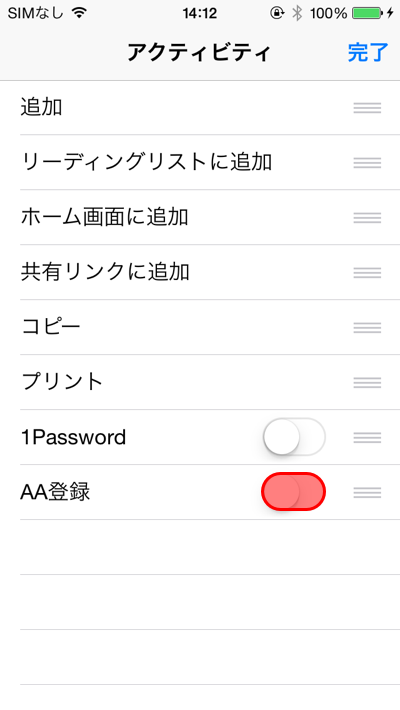 SIMなし 14:12 100%
アクティビティ 完了
追加
リーディングリストに追加
ホーム画面に追加
共有リンクに追加
コピー
プリント
1Password
AA登録